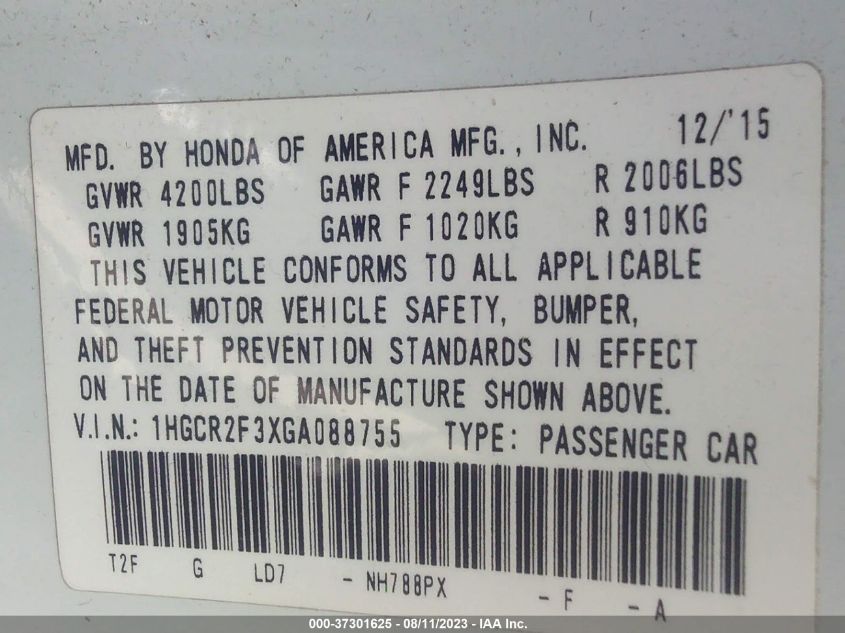 MFD. BY HONDA OF AMERICA MFG., INC. 12/'15
GVWR 4200LBS GAWR F 2249LBS R 2006LBS
GVWR 1905KG GAWR F 1020KG R 910KG
THIS VEHICLE CONFORMS TO ALL APPLICABLE
FEDERAL MOTOR VEHICLE SAFETY, BUMPER,
AND THEFT PREVENTION STANDARDS IN EFFECT
ON THE DATE OF MANUFACTURE SHOWN ABOVE.
V.I.N.: 1HGCR2F3XGA088755 TYPE: PASSENGER CAR
T2F G LD7 - NH788PX - F - A
000-37301625 - 08/11/2023 - IAA Inc.